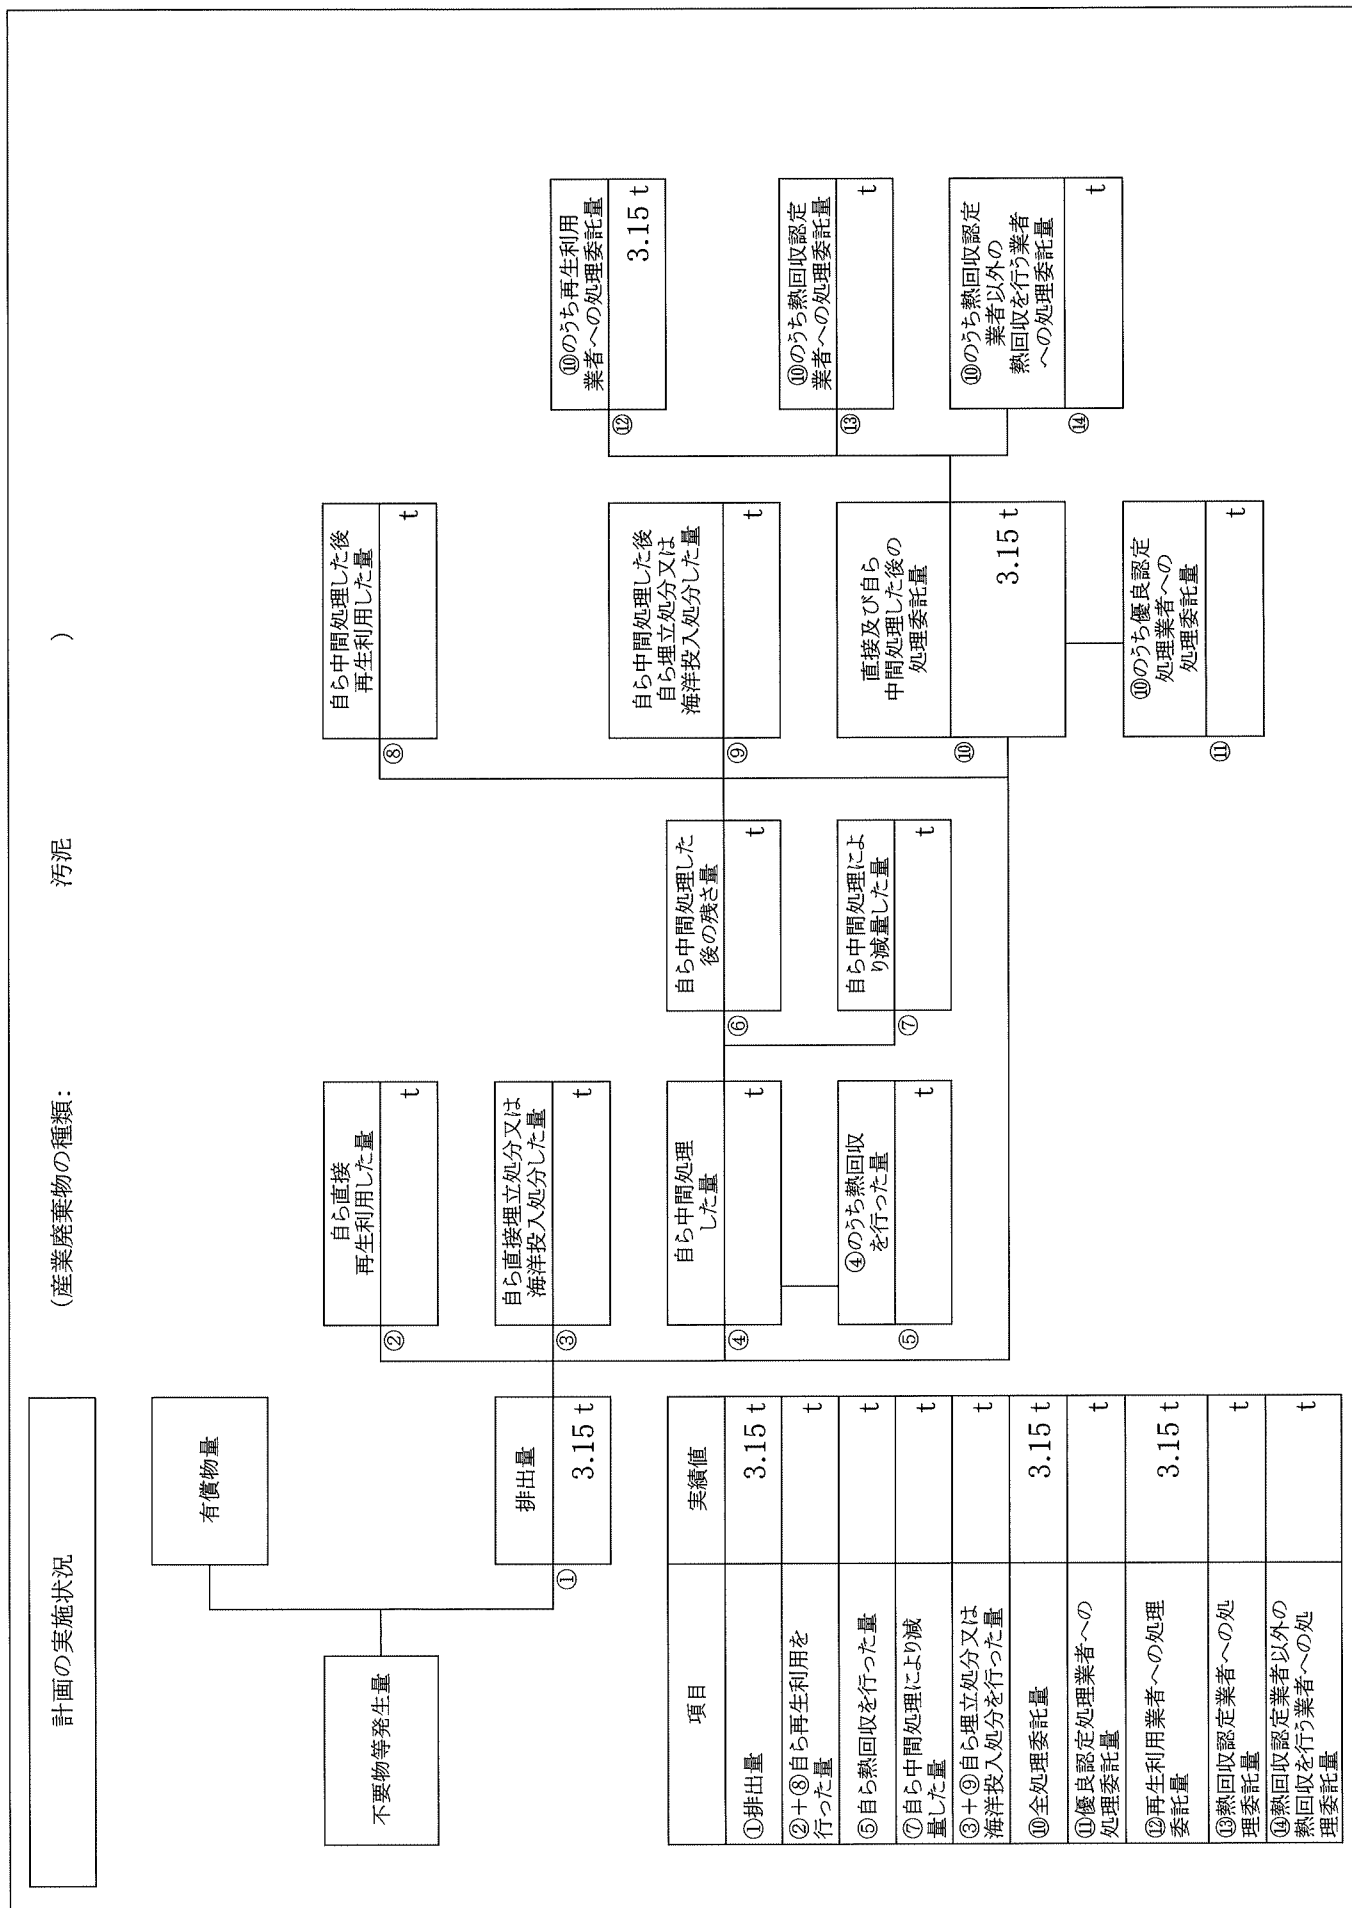 計画の実施状況
(産業廃棄物の種類: 汚泥 )
不要物等発生量
有償物量
排出量
①
3.15 t
自ら直接
再生利用した量
②
t
自ら直接埋立処分又は
海洋投入処分した量
③
t
自ら中間処理
した量
④
t
④のうち熱回収
を行った量
⑤
t
自ら中間処理した
後の残さ量
⑥
t
自ら中間処理によ
り減量した量
⑦
t
自ら中間処理した後
再生利用した量
⑧
t
自ら中間処理した後
自ら埋立処分又は
海洋投入処分した量
⑨
t
直接及び自ら
中間処理した後の
処理委託量
⑩
3.15 t
⑩のうち優良認定
処理業者への
処理委託量
⑪
t
⑩のうち再生利用
業者への処理委託量
⑫
3.15 t
⑩のうち熱回収認定
業者への処理委託量
⑬
t
⑩のうち熱回収認定
業者以外の
熱回収を行う業者
への処理委託量
⑭
t
項目 実績値
①排出量 3.15 t
②+⑧自ら再生利用を
行った量 t
⑤自ら熱回収を行った量 t
⑦自ら中間処理により減
量した量 t
③+⑨自ら埋立処分又は
海洋投入処分を行った量 t
⑩全処理委託量 3.15 t
⑪優良認定処理業者への
処理委託量 t
⑫再生利用業者への処理
委託量 3.15 t
⑬熱回収認定業者への処
理委託量 t
⑭熱回収認定業者以外の
熱回収を行う業者への処
理委託量 t